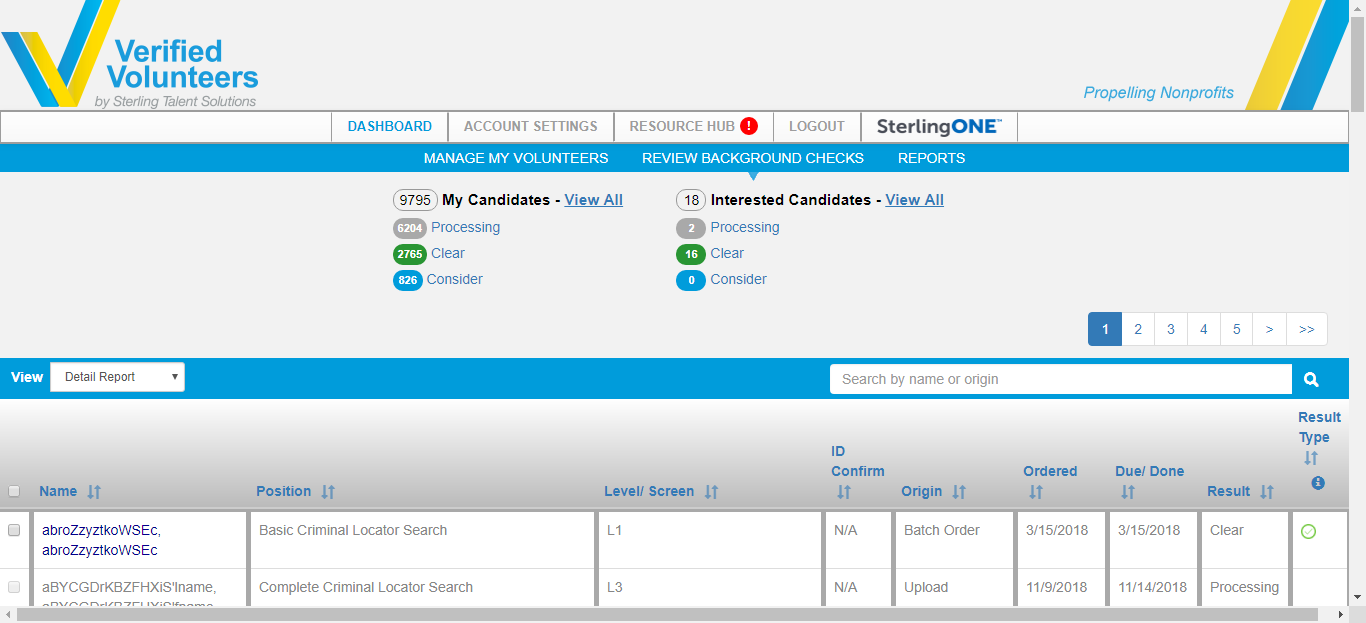 Verified
Volunteers
by Sterling Talent Solutions
Propelling Nonprofits
DASHBOARD ACCOUNT SETTINGS RESOURCE HUB ! LOGOUT SterlingONE™
MANAGE MY VOLUNTEERS REVIEW BACKGROUND CHECKS REPORTS
9795 My Candidates - View All
6204 Processing
2765 Clear
826 Consider
18 Interested Candidates - View All
2 Processing
16 Clear
0 Consider
1 2 3 4 5 > >>
View Detail Report Search by name or origin
Name Position Level/ Screen ID Confirm Origin Ordered Due/ Done Result Result Type
abroZzyztkoWSEc, Basic Criminal Locator Search L1 N/A Batch Order 3/15/2018 3/15/2018 Clear
abroZzyztkoWSEc
aBYCGDrKBZFHXiS'lname, Complete Criminal Locator Search L3 N/A Upload 11/9/2018 11/14/2018 Processing